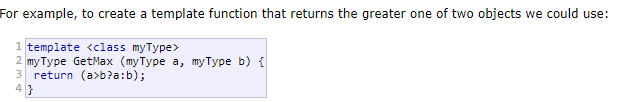 For example, to create a template function that returns the greater one of two objects we could use:
1 template <class myType>
2 myType GetMax (myType a, myType b) {
3  return (a>b?a:b);
4 }